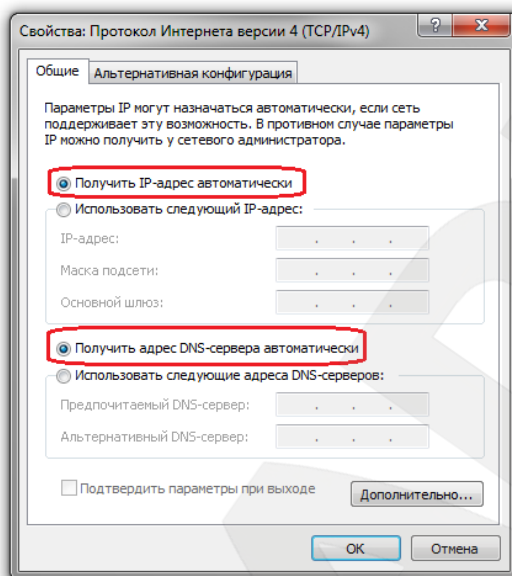 Свойства: Протокол Интернета версии 4 (TCP/IPv4)
Общие
Альтернативная конфигурация
Параметры IP могут назначаться автоматически, если сеть
поддерживает эту возможность. В противном случае параметры
IP можно получить у сетевого администратора.
Получить IP-адрес автоматически
Использовать следующий IP-адрес:
IP-адрес:
Маска подсети:
Основной шлюз:
Получить адрес DNS-сервера автоматически
Использовать следующие адреса DNS-серверов:
Предпочитаемый DNS-сервер:
Альтернативный DNS-сервер:
Подтвердить параметры при выходе
Дополнительно...
ОК
Отмена